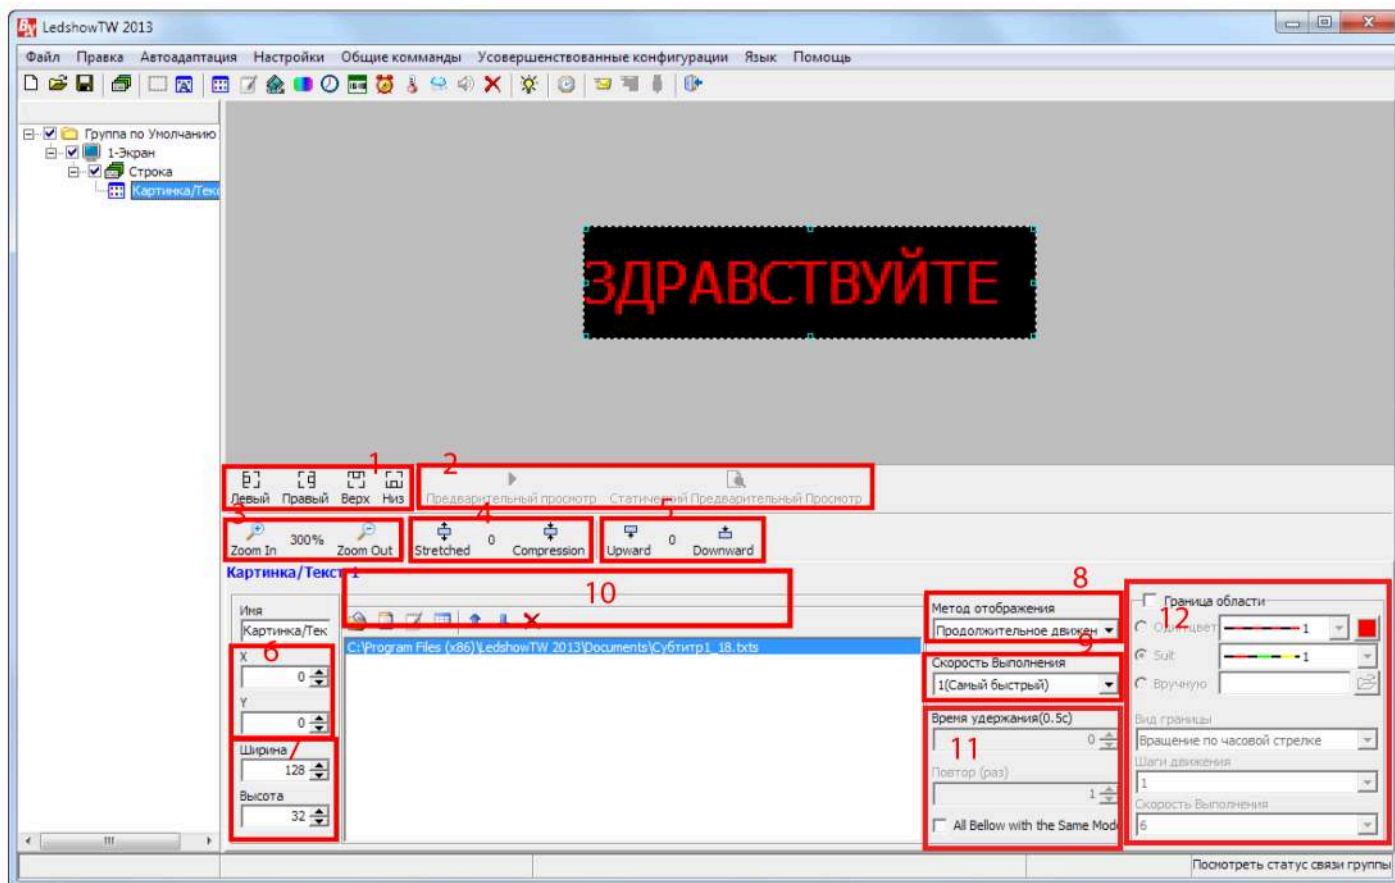 LedshowTW 2013
Файл Правка Автоадаптация Настройки Общие комманды Усовершенствованные конфигурации Язык Помощь
Группа по Умолчанию
1-Экран
Строка
Картинка/Текс
ЗДРАВСТВУЙТЕ
1 2
Левый Правый Верх Низ Предварительный просмотр Статический Предварительный Просмотр
3 4 5
Zoom In 300% Zoom Out Stretched 0 Compression Upward 0 Downward
Картинка/Текст 1
10
8
Имя
Картинка/Тек
6
X
0
Y
0
7
Ширина
128
Высота
32
C:\Program Files (x86)\LedshowTW 2013\Documents\Субтитр1_18.txts
Метод отображения
Продолжительное движен
9
Скорость Выполнения
1(Самый быстрый)
Время удержания(0.5с)
11
0
Повтор (раз)
1
All Bellow with the Same Mode
Граница области
12
Один цвет 1
Suit 1
Вручную
Вид границы
Вращение по часовой стрелке
Шаги движения
1
Скорость Выполнения
6
Посмотреть статус связи группы